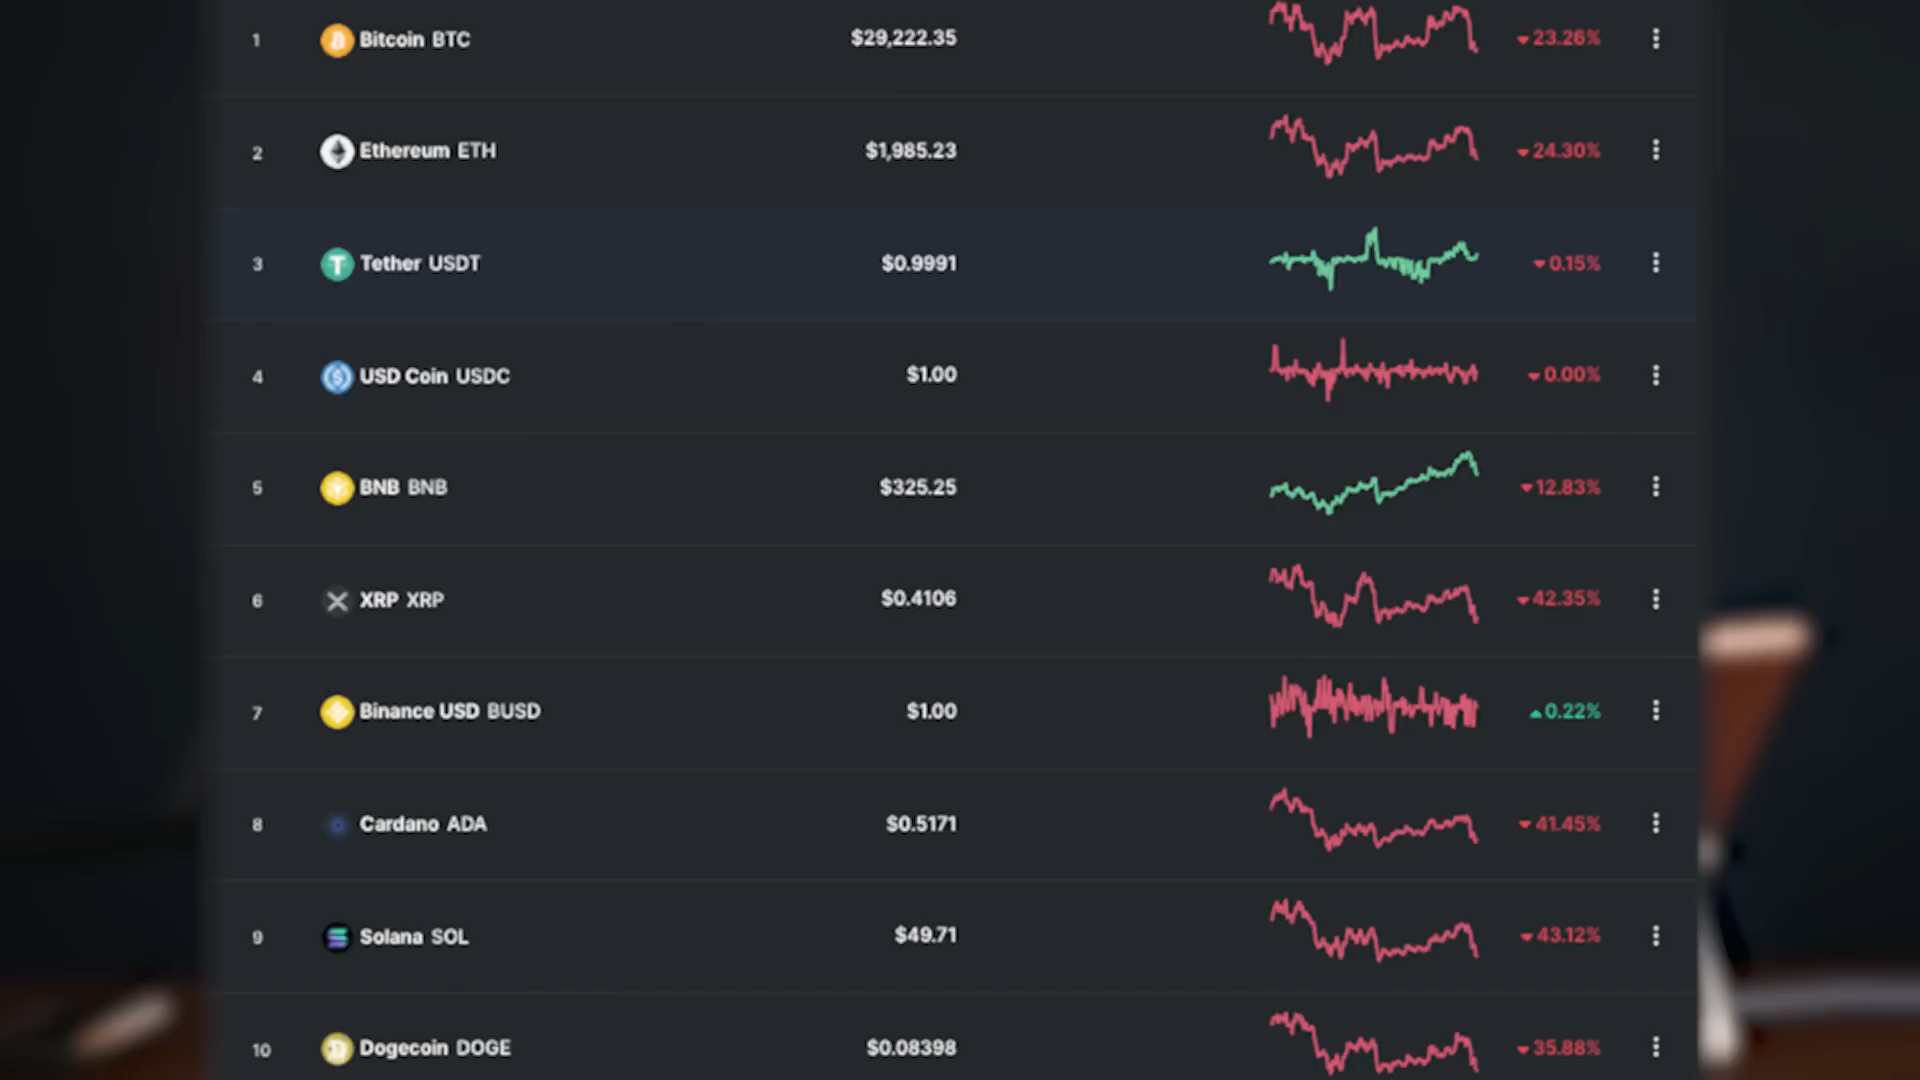 1 Bitcoin BTC $29,222.35 23.26%
2 Ethereum ETH $1,985.23 24.30%
3 Tether USDT $0.9991 0.15%
4 USD Coin USDC $1.00 0.00%
5 BNB BNB $325.25 12.83%
6 XRP XRP $0.4106 42.35%
7 Binance USD BUSD $1.00 0.22%
8 Cardano ADA $0.5171 41.45%
9 Solana SOL $49.71 43.12%
10 Dogecoin DOGE $0.08398 35.88%